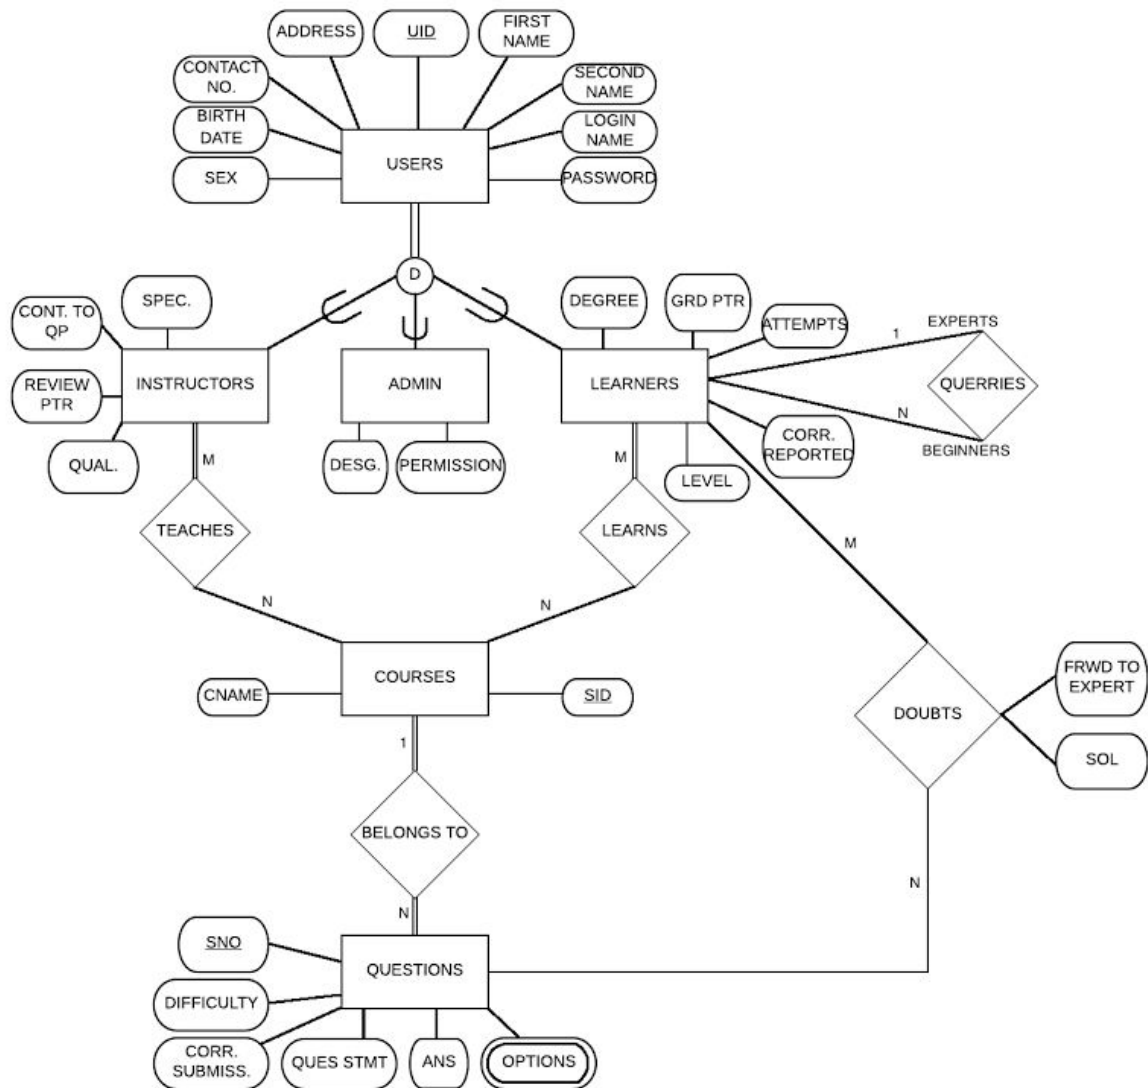 ADDRESS
UID
FIRST
NAME
CONTACT
NO.
SECOND
NAME
BIRTH
DATE
LOGIN
NAME
USERS
SEX
PASSWORD
D
SPEC.
DEGREE
GRD PTR
CONT. TO
QP
ATTEMPTS
EXPERTS
1
REVIEW
PTR
INSTRUCTORS
ADMIN
LEARNERS
QUERRIES
N
BEGINNERS
CORR.
REPORTED
QUAL.
M
DESG.
PERMISSION
M
LEVEL
TEACHES
LEARNS
M
N
N
COURSES
CNAME
SID
FRWD TO
EXPERT
DOUBTS
SOL
1
BELONGS TO
N
N
SNO
QUESTIONS
DIFFICULTY
CORR.
SUBMISS.
QUES STMT
ANS
OPTIONS